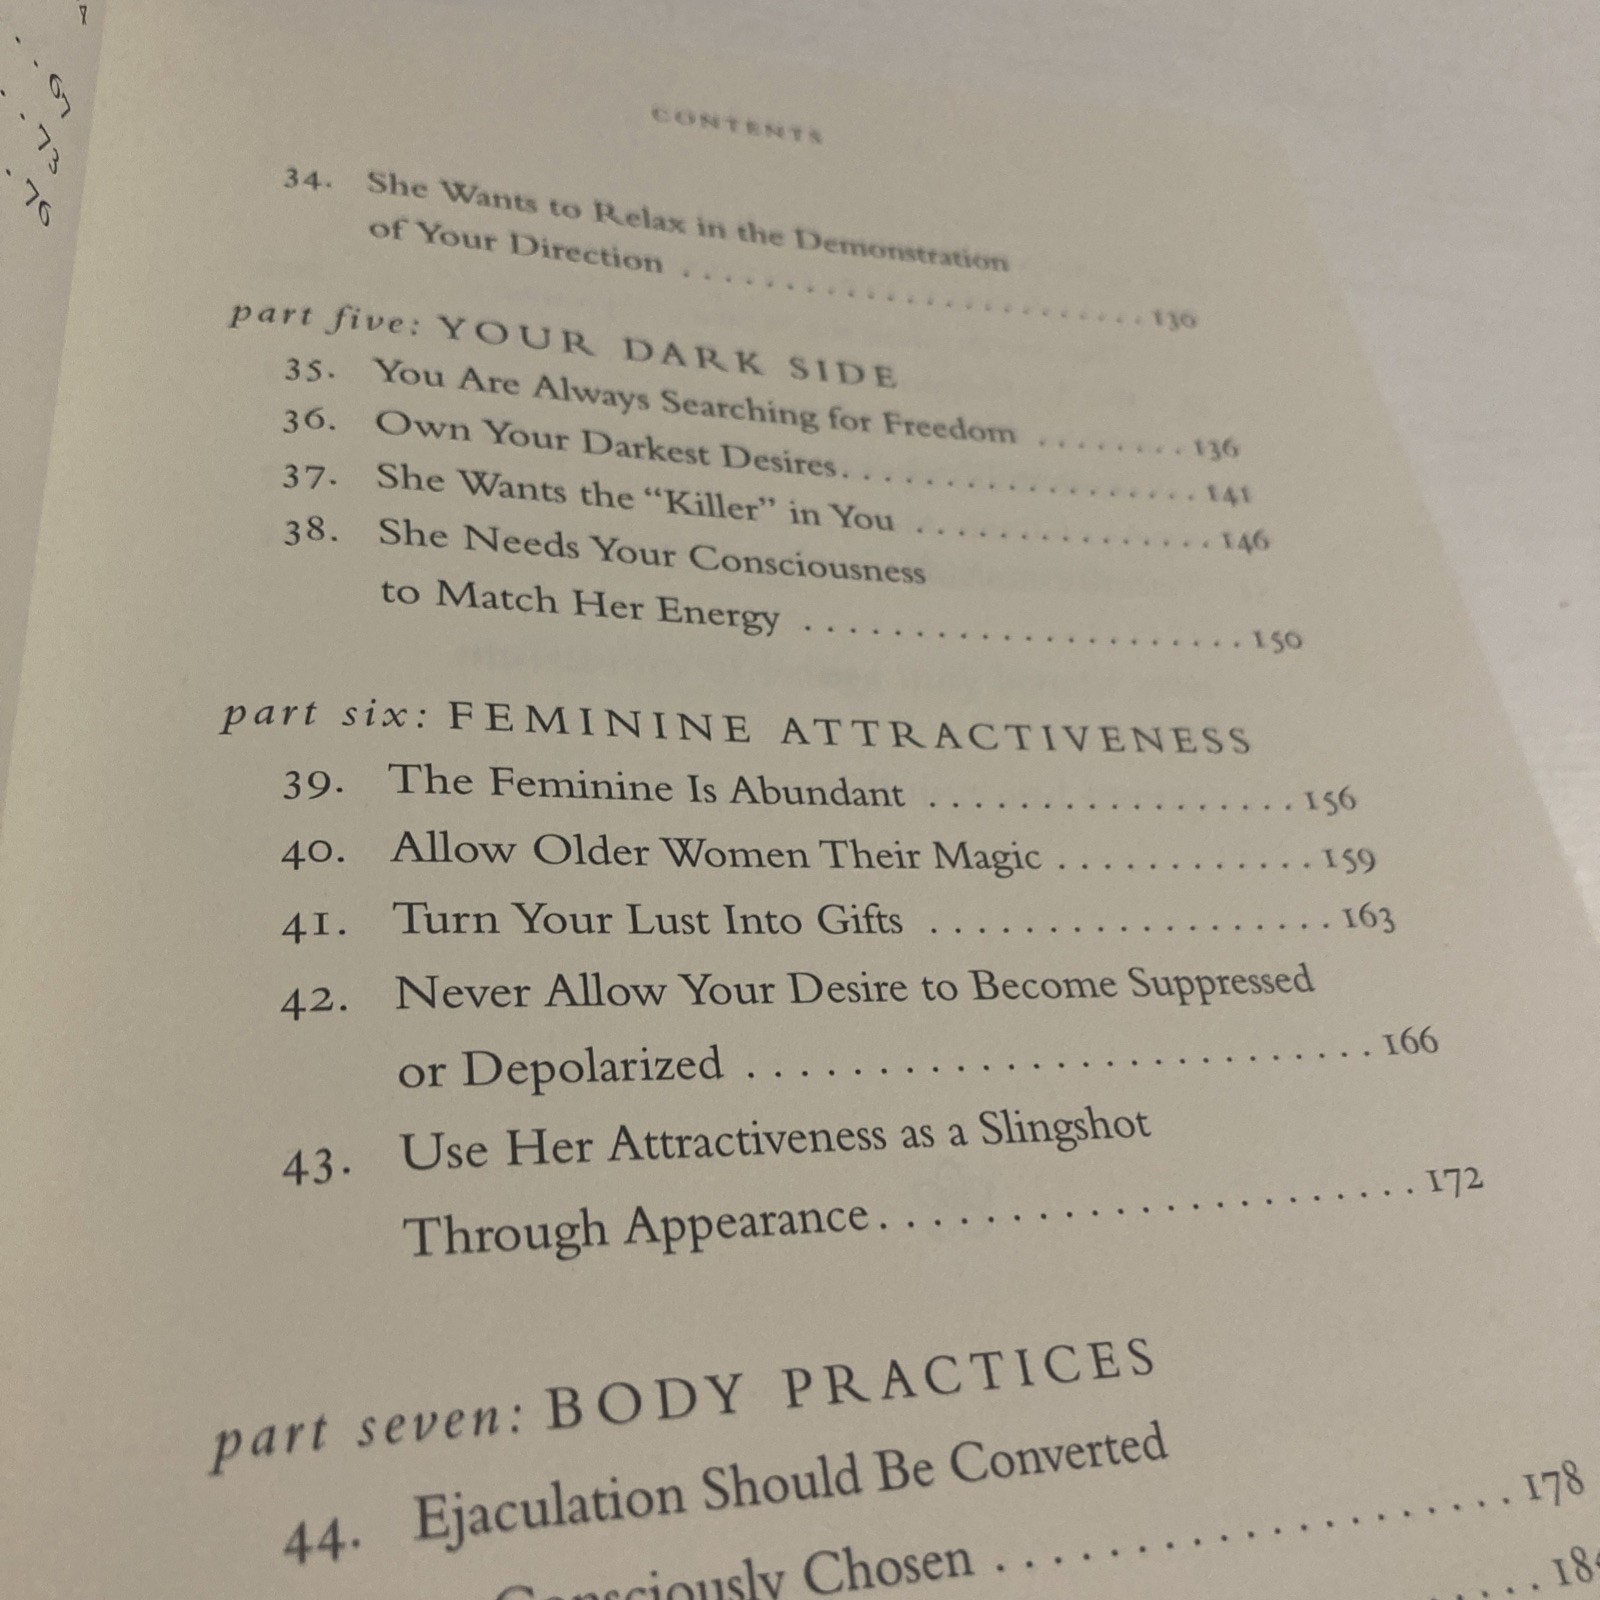 CONTENTS
34. She Wants to Relax in the Demonstration
of Your Direction ........................ 130
part five: YOUR DARK SIDE
35. You Are Always Searching for Freedom ........ 136
36. Own Your Darkest Desires.................. 141
37. She Wants the “Killer” in You ............... 146
38. She Needs Your Consciousness
to Match Her Energy ...................... 150
part six: FEMININE ATTRACTIVENESS
39. The Feminine Is Abundant ................. 156
40. Allow Older Women Their Magic ............ 159
41. Turn Your Lust Into Gifts .................. 163
42. Never Allow Your Desire to Become Suppressed
or Depolarized .......................... 166
43. Use Her Attractiveness as a Slingshot
Through Appearance....................... 172
part seven: BODY PRACTICES
44. Ejaculation Should Be Converted
Consciously Chosen ..................... 178